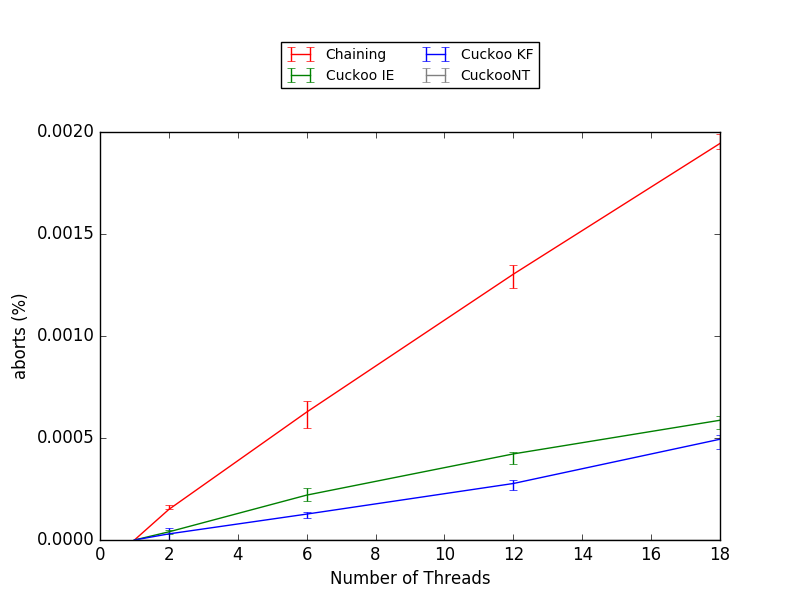 Chaining Cuckoo KF
Cuckoo IE CuckooNT
0.0020
0.0015
0.0010
0.0005
0.0000
aborts (%)
0 2 4 6 8 10 12 14 16 18
Number of Threads